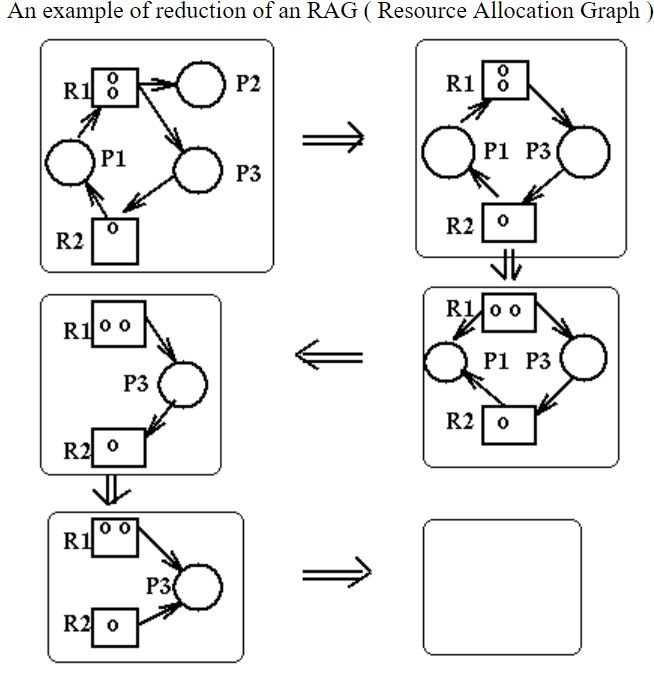 An example of reduction of an RAG ( Resource Allocation Graph )
R1 P2
P1
P3
R2
R1
P1 P3
R2
R1
P1 P3
R2
R1
P3
R2
R1
P3
R2